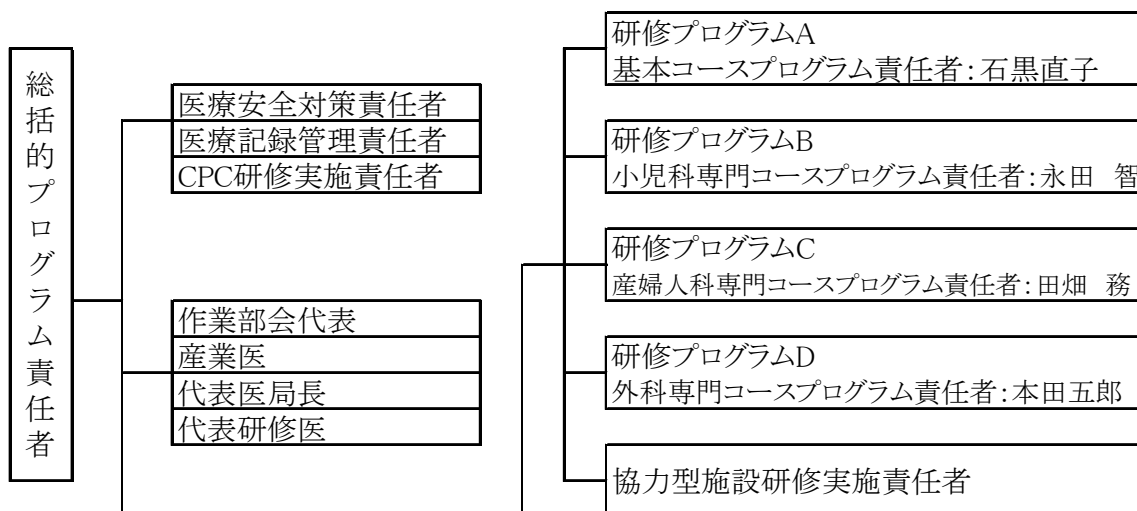 総括的プログラム責任者
医療安全対策責任者
医療記録管理責任者
CPC研修実施責任者
作業部会代表
産業医
代表医局長
代表研修医
研修プログラムA
基本コースプログラム責任者:石黒直子
研修プログラムB
小児科専門コースプログラム責任者:永田　智
研修プログラムC
産婦人科専門コースプログラム責任者:田畑　務
研修プログラムD
外科専門コースプログラム責任者:本田五郎
協力型施設研修実施責任者